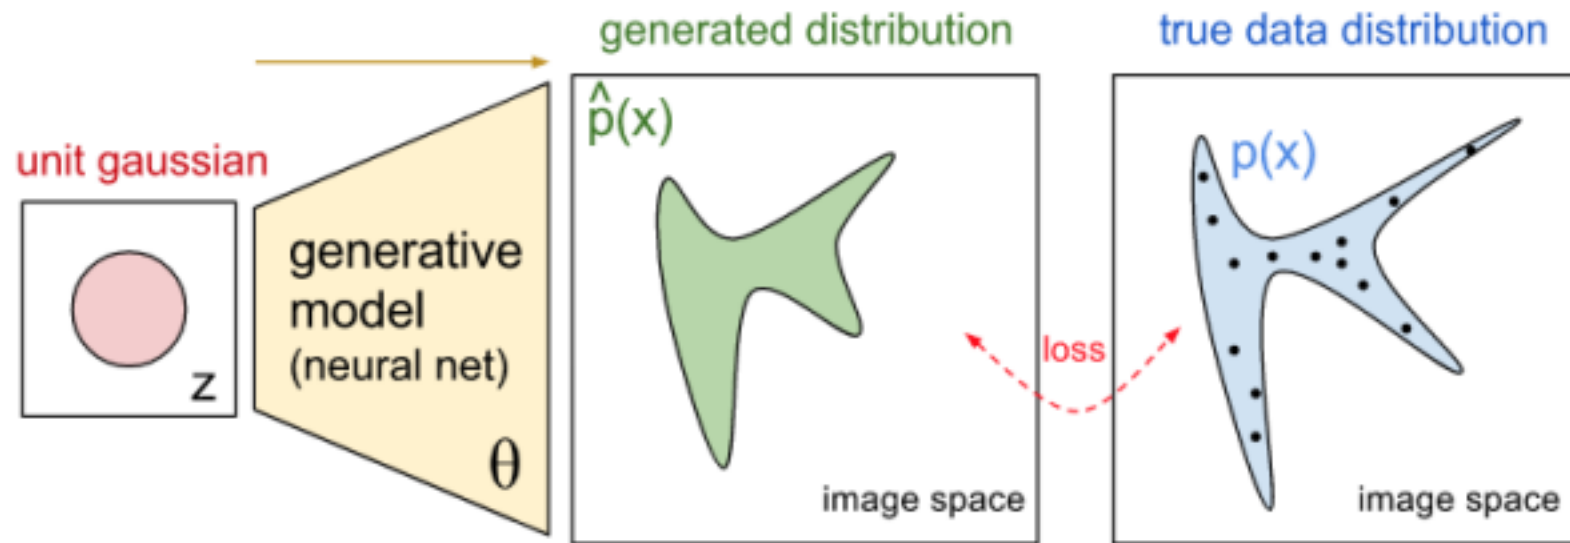 generated distribution
true data distribution
p̂(x)
unit gaussian
p(x)
generative
model
(neural net)
z
θ
loss
image space
image space